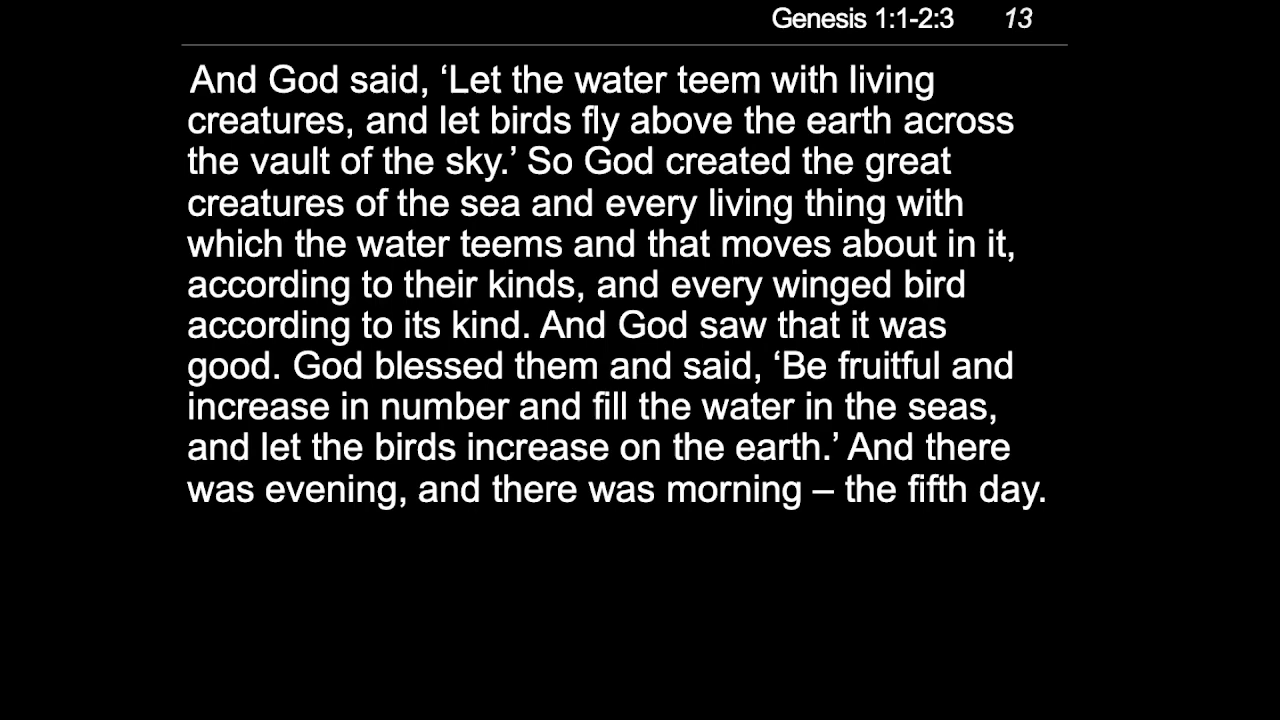 Genesis 1:1-2:3 13
And God said, ‘Let the water teem with living
creatures, and let birds fly above the earth across
the vault of the sky.’ So God created the great
creatures of the sea and every living thing with
which the water teems and that moves about in it,
according to their kinds, and every winged bird
according to its kind. And God saw that it was
good. God blessed them and said, ‘Be fruitful and
increase in number and fill the water in the seas,
and let the birds increase on the earth.’ And there
was evening, and there was morning – the fifth day.